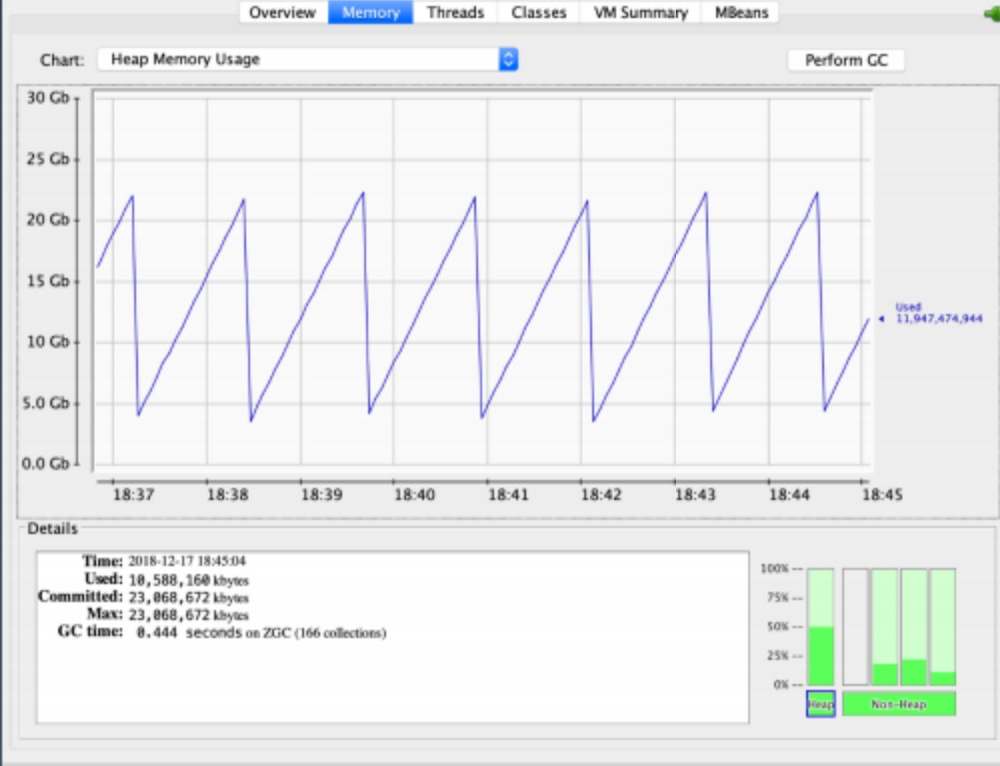 Overview Memory Threads Classes VM Summary MBeans
Chart: Heap Memory Usage Perform GC
30 Gb
25 Gb
20 Gb
15 Gb
10 Gb
5.0 Gb
0.0 Gb
Used
11,947,474,944
18:37 18:38 18:39 18:40 18:41 18:42 18:43 18:44 18:45
Details
Time: 2018-12-17 18:45:04
Used: 10,588,160 kbytes
Committed: 23,068,672 kbytes
Max: 23,068,672 kbytes
GC time: 0.444 seconds on ZGC (166 collections)
100% --
75% --
50% --
25% --
0% --
Heap Non-Heap